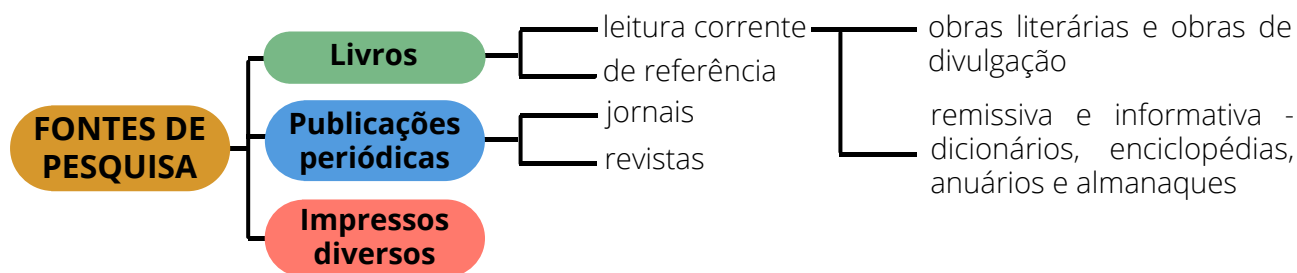 FONTES DE
PESQUISA
Livros
leitura corrente
de referência
obras literárias e obras de
divulgação
remissiva e informativa -
dicionários, enciclopédias,
anuários e almanaques
Publicações
periódicas
jornais
revistas
Impressos
diversos